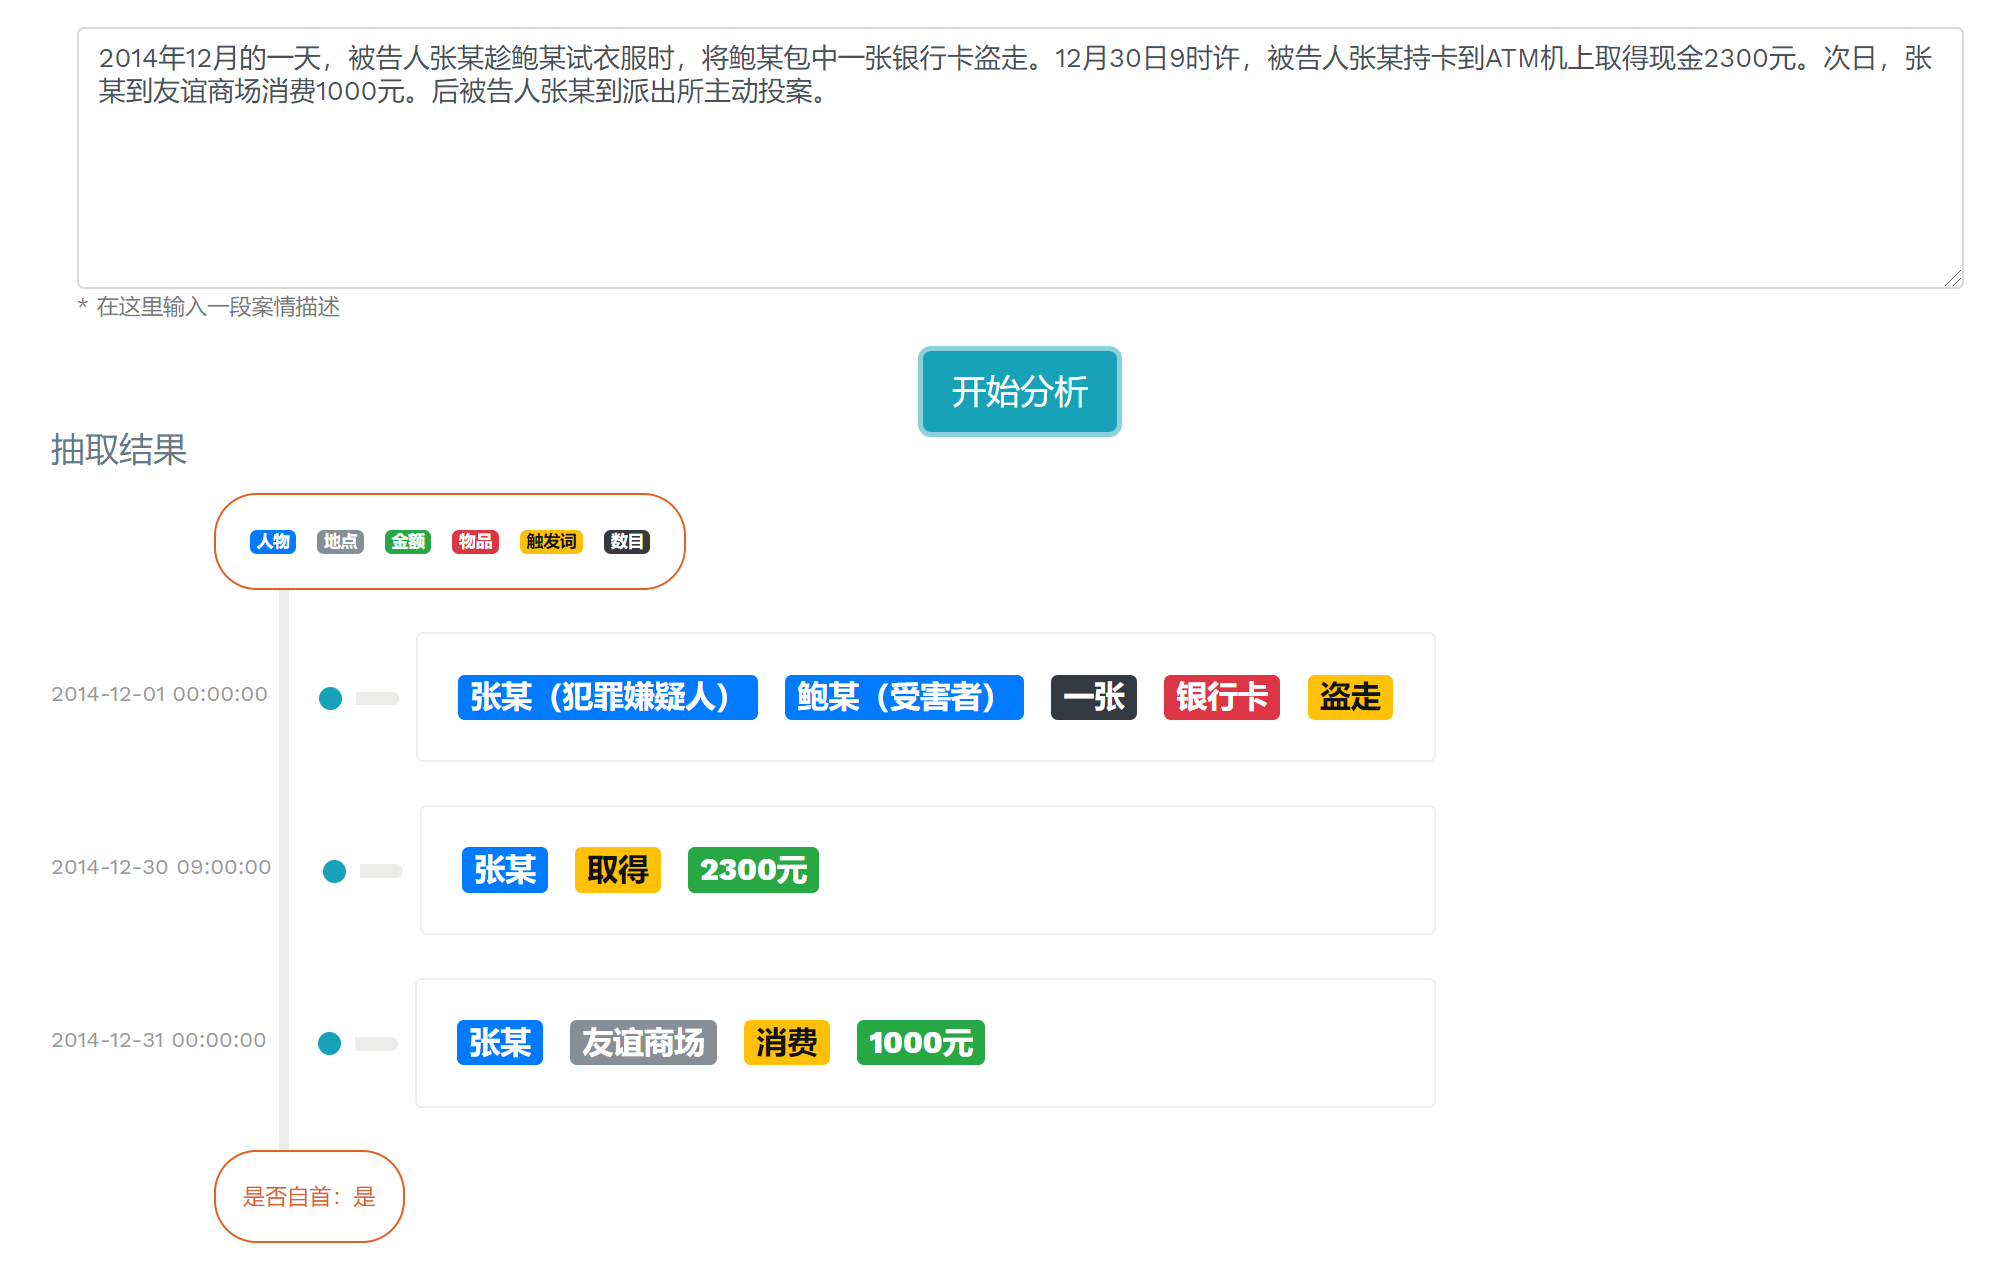 2014年12月的一天，被告人张某趁鲍某试衣服时，将鲍某包中一张银行卡盗走。12月30日9时许，被告人张某持卡到ATM机上取得现金2300元。次日，张
某到友谊商场消费1000元。后被告人张某到派出所主动投案。
* 在这里输入一段案情描述
开始分析
抽取结果
人物 地点 金额 物品 触发词 数目
2014-12-01 00:00:00 张某（犯罪嫌疑人） 鲍某（受害者） 一张 银行卡 盗走
2014-12-30 09:00:00 张某 取得 2300元
2014-12-31 00:00:00 张某 友谊商场 消费 1000元
是否自首：是